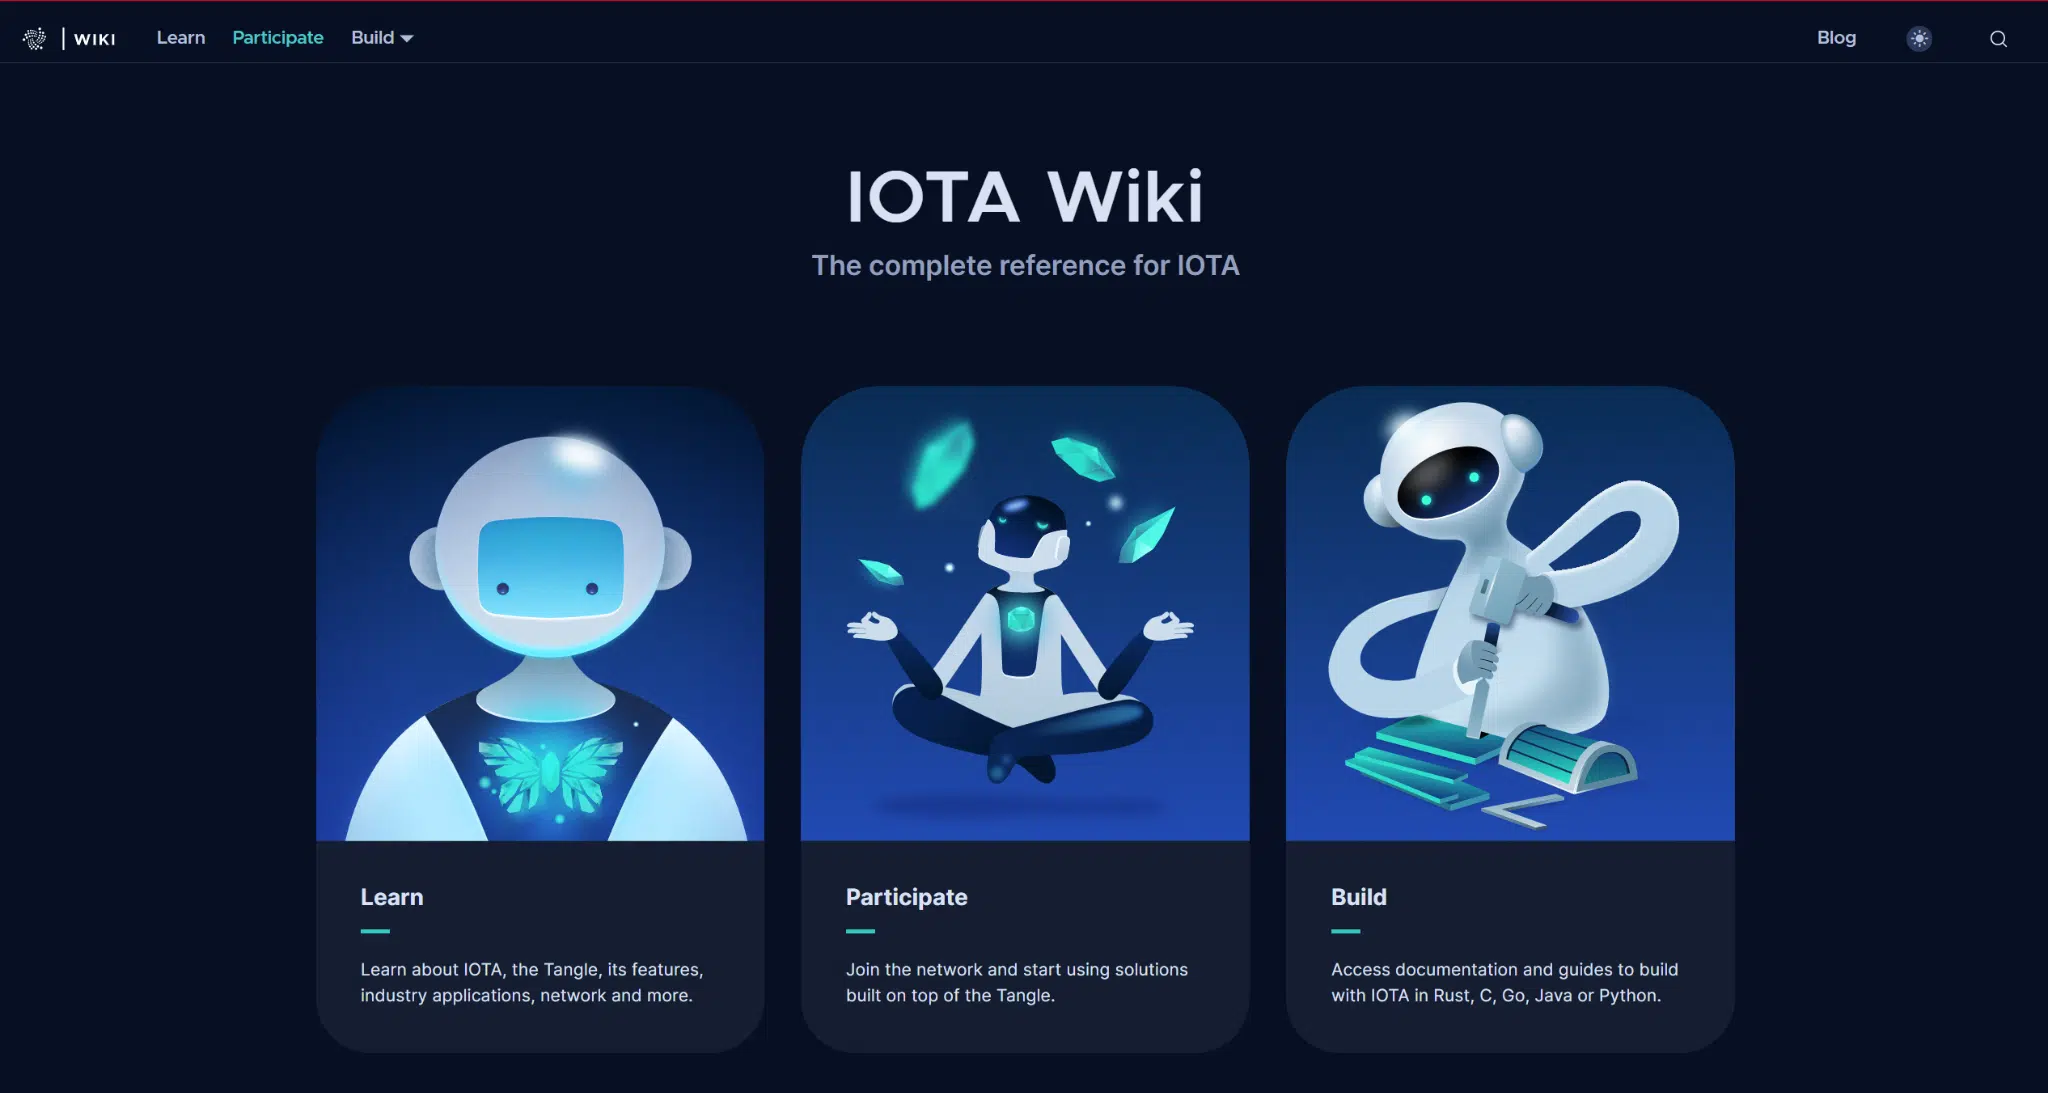 WIKI Learn Participate Build Blog
IOTA Wiki
The complete reference for IOTA
Learn
Learn about IOTA, the Tangle, its features,
industry applications, network and more.
Participate
Join the network and start using solutions
built on top of the Tangle.
Build
Access documentation and guides to build
with IOTA in Rust, C, Go, Java or Python.